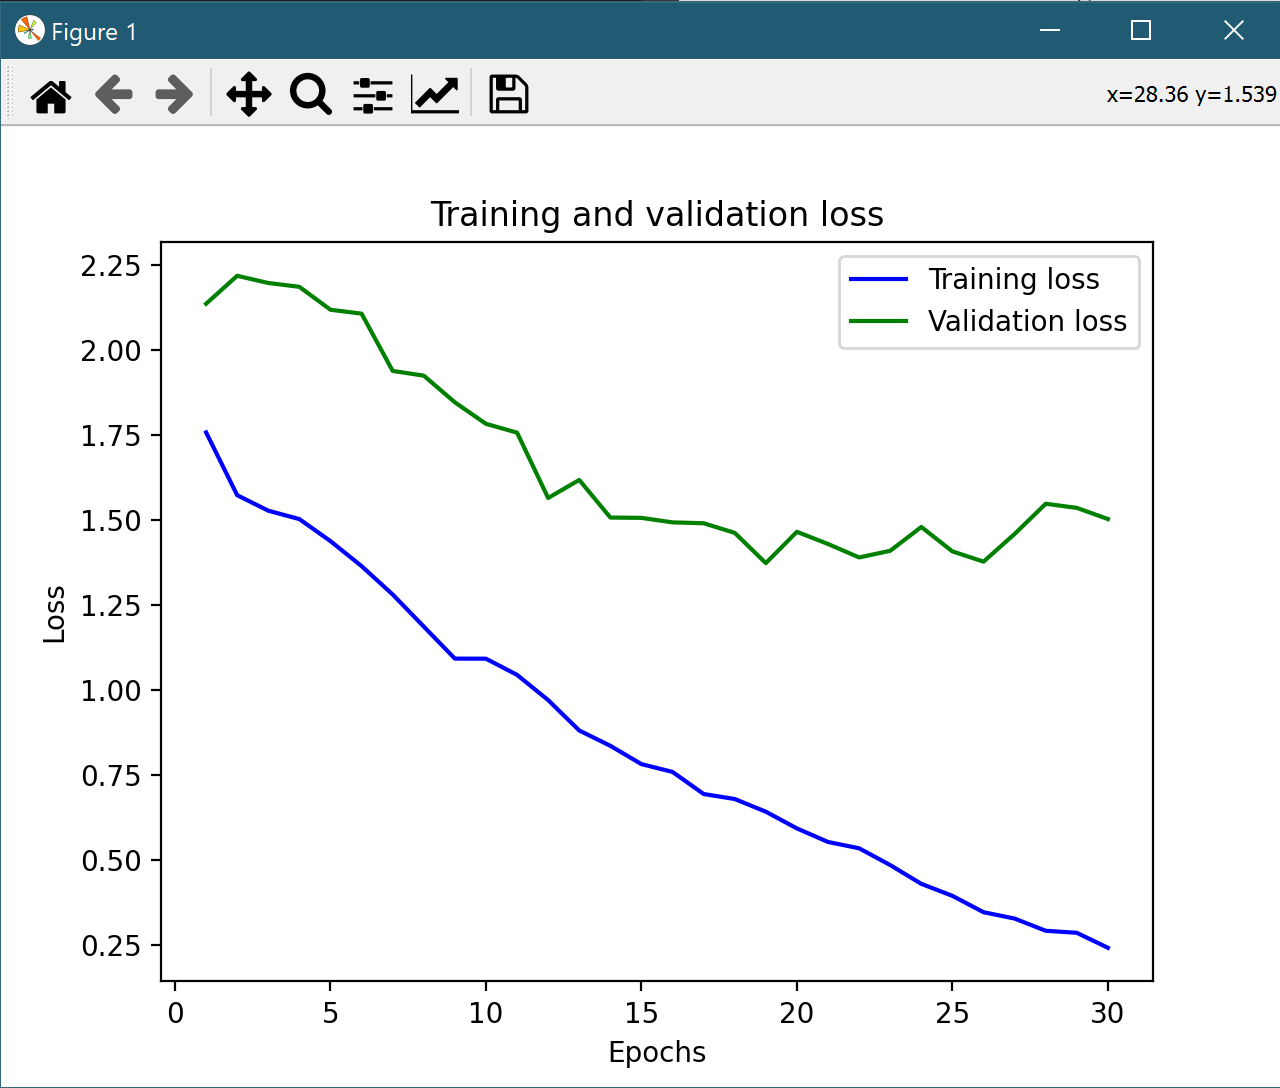 Figure 1
x=28.36 y=1.539
Training and validation loss
Training loss
Validation loss
2.25
2.00
1.75
1.50
1.25
1.00
0.75
0.50
0.25
Loss
0 5 10 15 20 25 30
Epochs